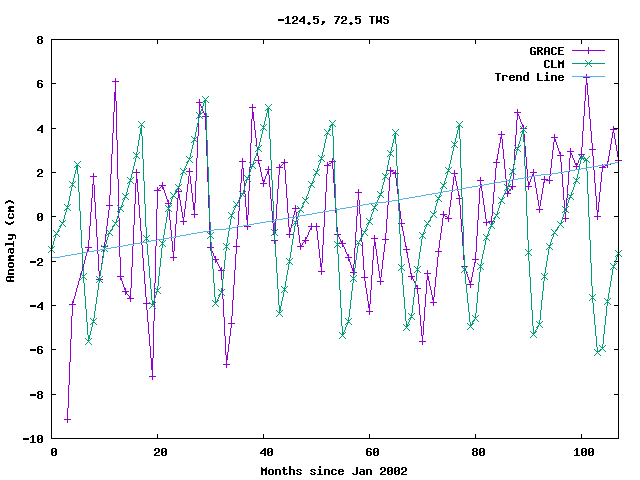 -124.5, 72.5 TWS
GRACE
CLM
Trend Line
8
6
4
2
0
-2
-4
-6
-8
-10
Anomaly (cm)
0 20 40 60 80 100
Months since Jan 2002